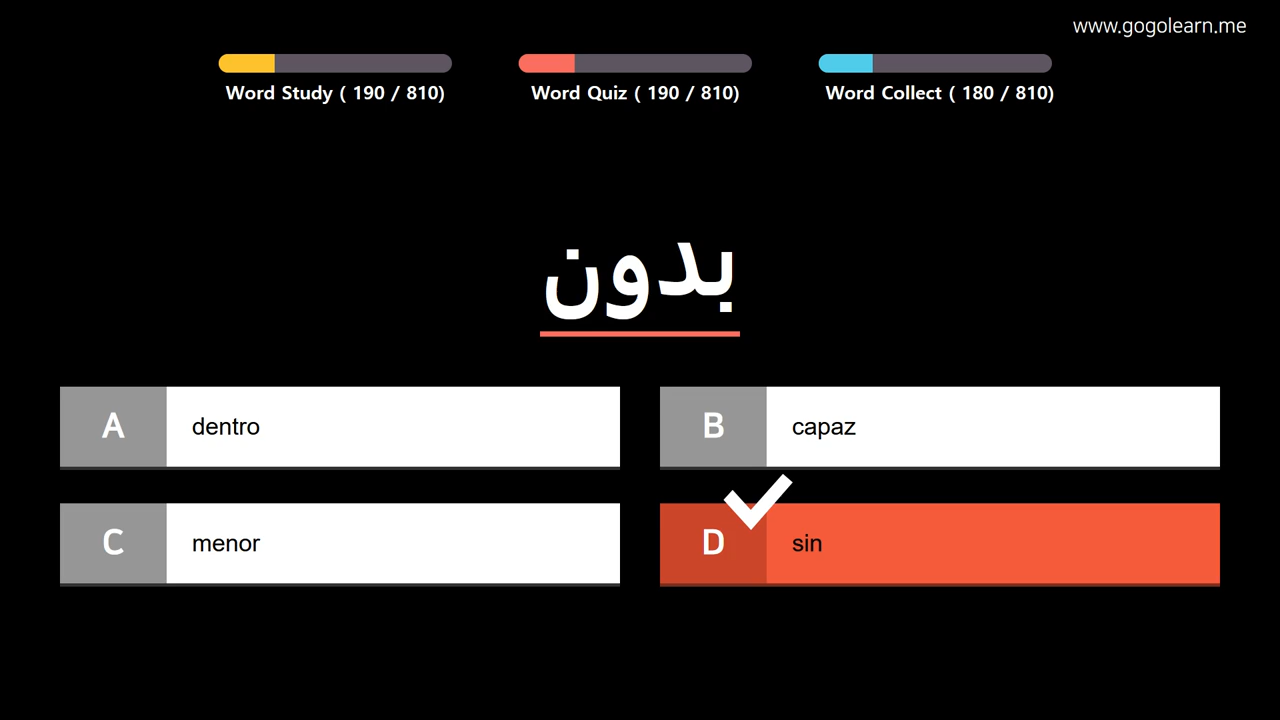 www.gogolearn.me
Word Study ( 190 / 810)
Word Quiz ( 190 / 810)
Word Collect ( 180 / 810)
بدون
A dentro
B capaz
C menor
D sin